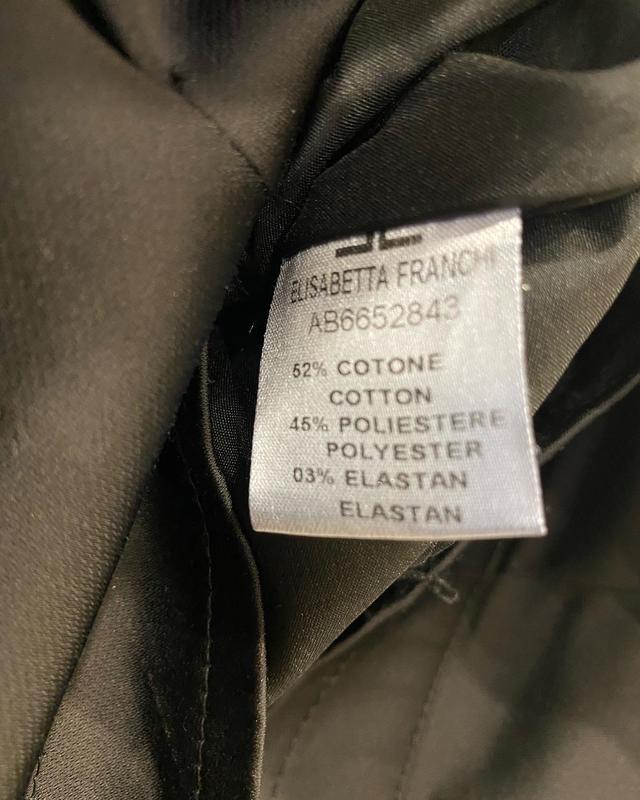 ELISABETTA FRANCHI
AB6652843
52% COTONE
COTTON
45% POLIESTERE
POLYESTER
03% ELASTAN
ELASTAN